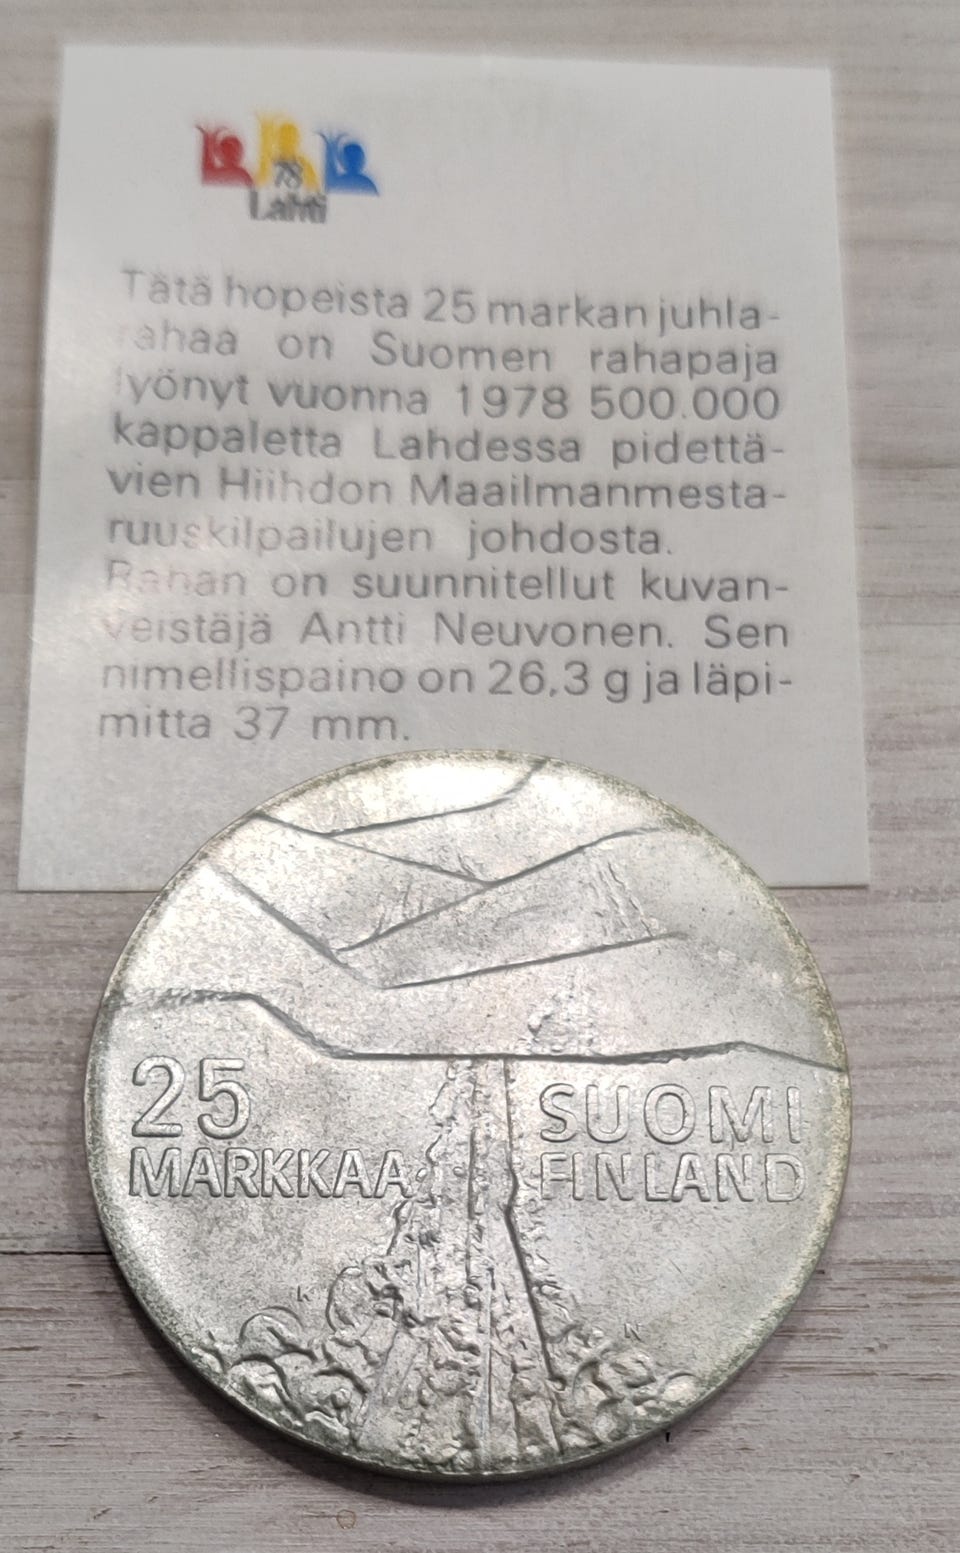 78
Lahti
Tätä hopeista 25 markan juhla-
rahaa on Suomen rahapaja
lyönyt vuonna 1978 500.000
kappaletta Lahdessa pidettä-
vien Hiihdon Maailmanmesta-
ruuskilpailujen johdosta.
Rahan on suunnitellut kuvan-
veistäjä Antti Neuvonen. Sen
nimellispaino on 26,3 g ja läpi-
mitta 37 mm.
25
MARKKAA
SUOMI
FINLAND
K
N